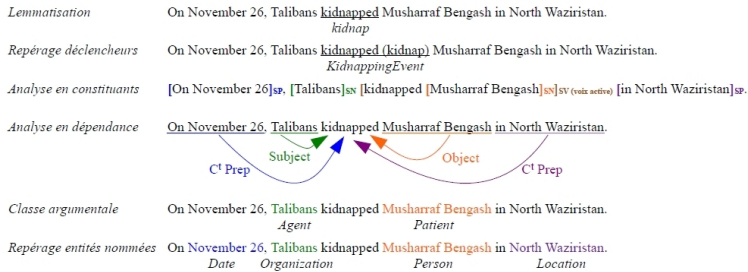 Lemmatisation On November 26, Talibans kidnapped Musharraf Bengash in North Waziristan.
kidnap
Repérage déclencheurs On November 26, Talibans kidnapped (kidnap) Musharraf Bengash in North Waziristan.
KidnappingEvent
Analyse en constituants [On November 26]SP, [Talibans]SN [kidnapped [Musharraf Bengash]SN]SV (voix active) [in North Waziristan]SP.
Analyse en dépendance On November 26, Talibans kidnapped Musharraf Bengash in North Waziristan.
Subject Object
Ct Prep Ct Prep
Classe argumentale On November 26, Talibans kidnapped Musharraf Bengash in North Waziristan.
Agent Patient
Repérage entités nommées On November 26, Talibans kidnapped Musharraf Bengash in North Waziristan.
Date Organization Person Location